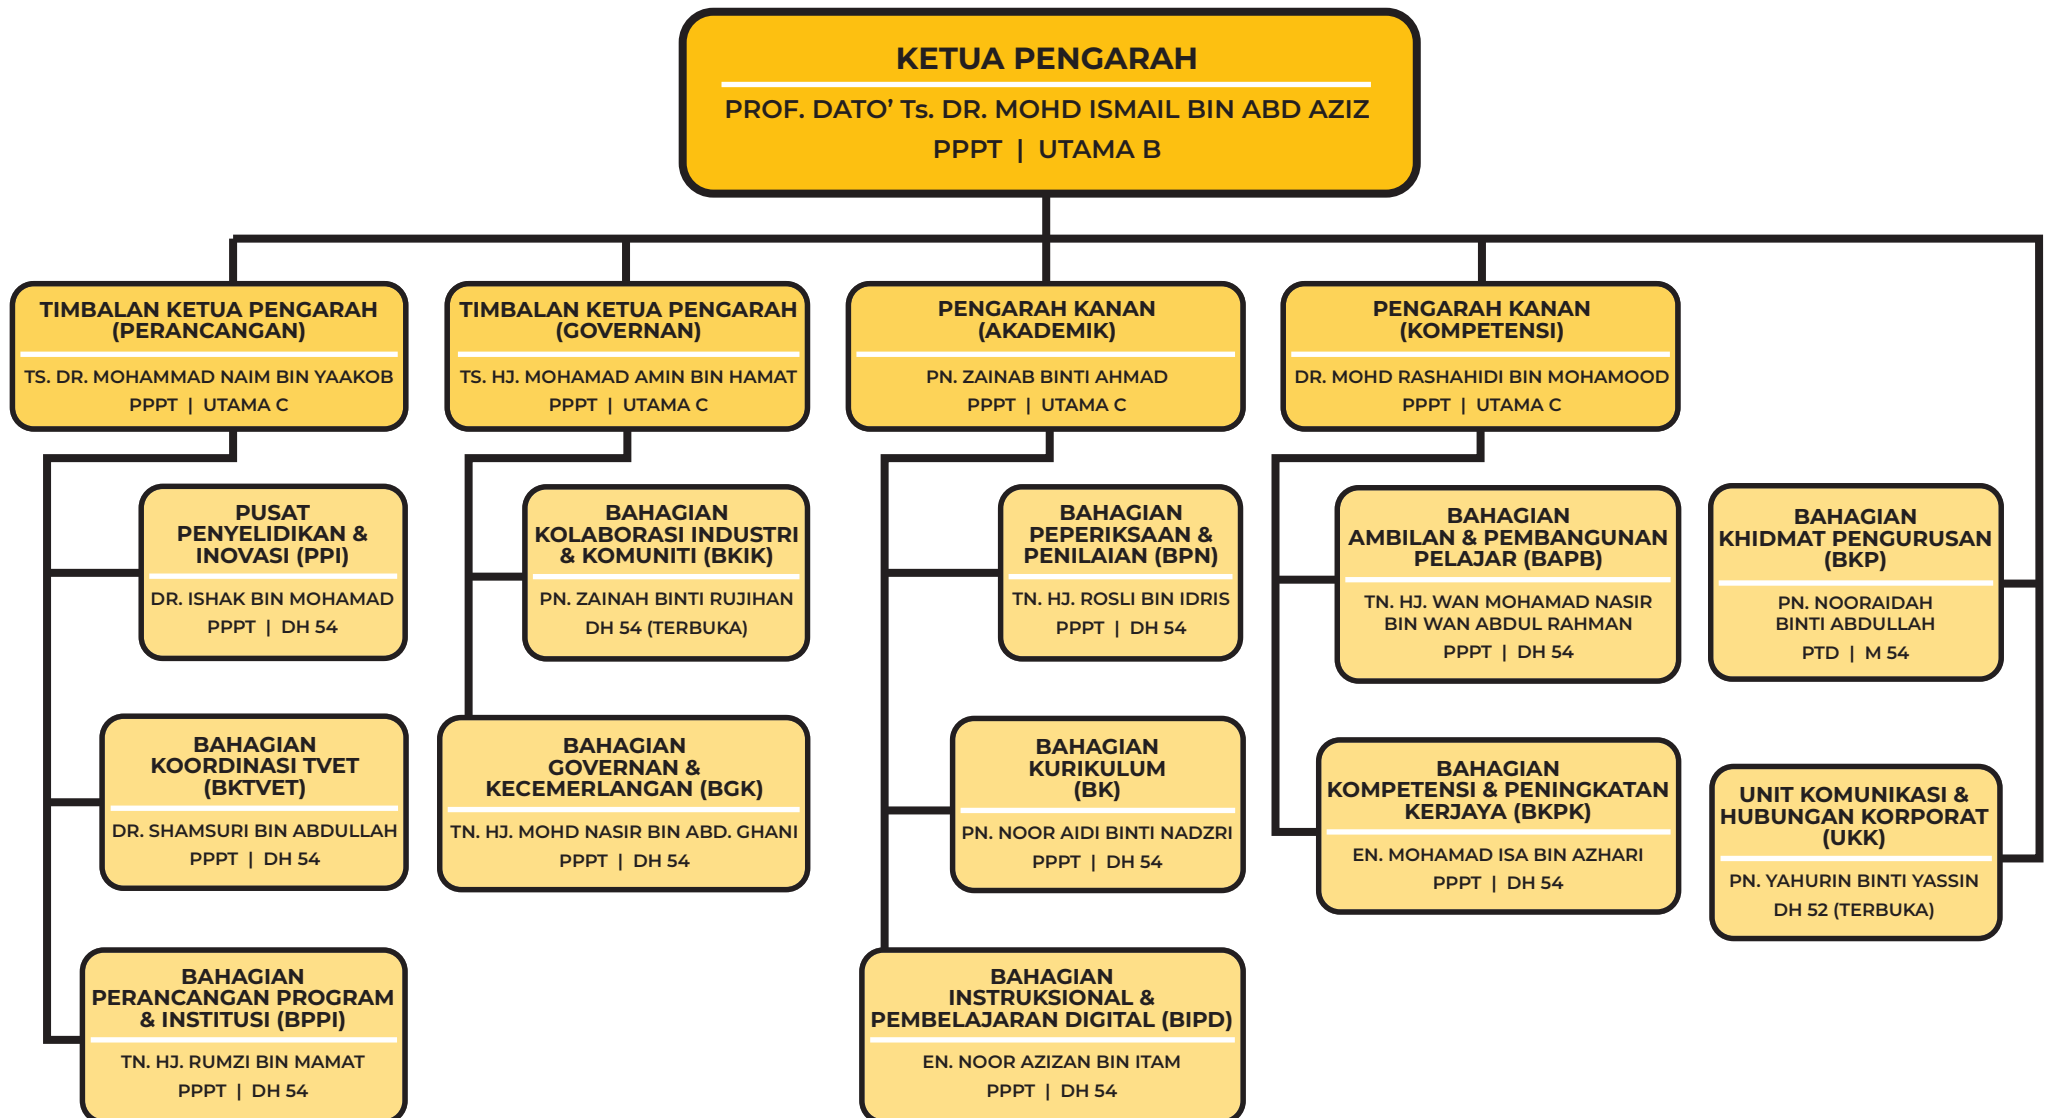 KETUA PENGARAH
PROF. DATO’ Ts. DR. MOHD ISMAIL BIN ABD AZIZ
PPPT | UTAMA B
TIMBALAN KETUA PENGARAH
(PERANCANGAN)
TS. DR. MOHAMMAD NAIM BIN YAAKOB
PPPT | UTAMA C
TIMBALAN KETUA PENGARAH
(GOVERNAN)
TS. HJ. MOHAMAD AMIN BIN HAMAT
PPPT | UTAMA C
PENGARAH KANAN
(AKADEMIK)
PN. ZAINAB BINTI AHMAD
PPPT | UTAMA C
PENGARAH KANAN
(KOMPETENSI)
DR. MOHD RASHAHIDI BIN MOHAMOOD
PPPT | UTAMA C
PUSAT
PENYELIDIKAN &
INOVASI (PPI)
DR. ISHAK BIN MOHAMAD
PPPT | DH 54
BAHAGIAN
KOLABORASI INDUSTRI
& KOMUNITI (BKIK)
PN. ZAINAH BINTI RUJIHAN
DH 54 (TERBUKA)
BAHAGIAN
PEPERIKSAAN &
PENILAIAN (BPN)
TN. HJ. ROSLI BIN IDRIS
PPPT | DH 54
BAHAGIAN
AMBILAN & PEMBANGUNAN
PELAJAR (BAPB)
TN. HJ. WAN MOHAMAD NASIR
BIN WAN ABDUL RAHMAN
PPPT | DH 54
BAHAGIAN
KHIDMAT PENGURUSAN
(BKP)
PN. NOORAIDAH
BINTI ABDULLAH
PTD | M 54
BAHAGIAN
KOORDINASI TVET
(BKTVET)
DR. SHAMSURI BIN ABDULLAH
PPPT | DH 54
BAHAGIAN
GOVERNAN &
KECEMERLANGAN (BGK)
TN. HJ. MOHD NASIR BIN ABD. GHANI
PPPT | DH 54
BAHAGIAN
KURIKULUM
(BK)
PN. NOOR AIDI BINTI NADZRI
PPPT | DH 54
BAHAGIAN
KOMPETENSI & PENINGKATAN
KERJAYA (BKPK)
EN. MOHAMAD ISA BIN AZHARI
PPPT | DH 54
UNIT KOMUNIKASI &
HUBUNGAN KORPORAT
(UKK)
PN. YAHURIN BINTI YASSIN
DH 52 (TERBUKA)
BAHAGIAN
PERANCANGAN PROGRAM
& INSTITUSI (BPPI)
TN. HJ. RUMZI BIN MAMAT
PPPT | DH 54
BAHAGIAN
INSTRUKSIONAL &
PEMBELAJARAN DIGITAL (BIPD)
EN. NOOR AZIZAN BIN ITAM
PPPT | DH 54